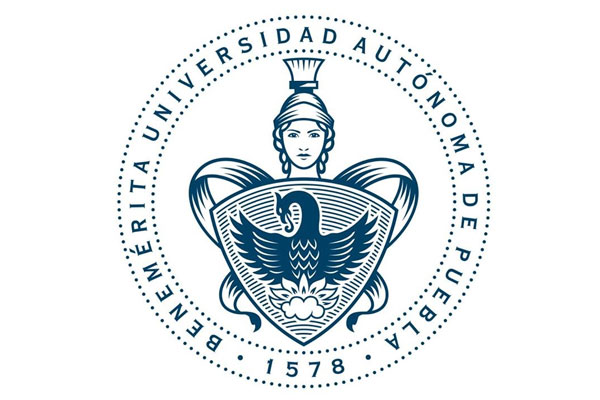 BENEMÉRITA UNIVERSIDAD AUTÓNOMA DE PUEBLA
· 1578 ·